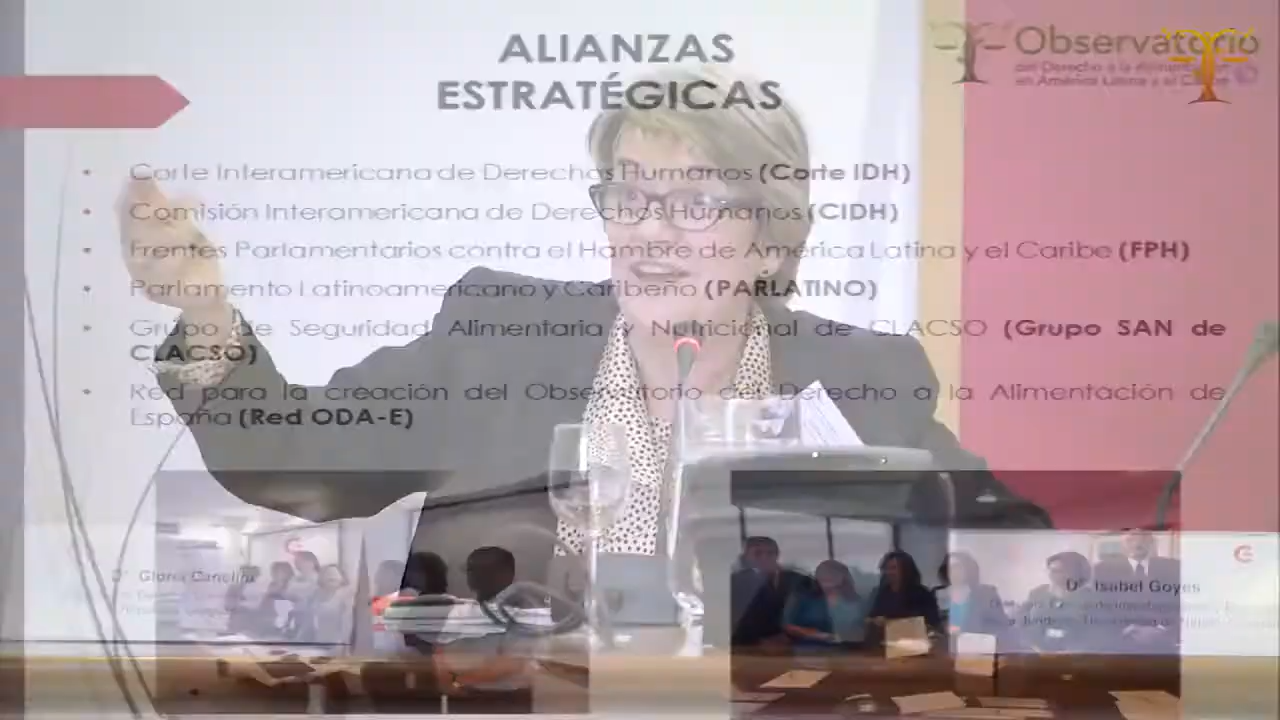 ALIANZAS
ESTRATÉGICAS
Observatorio
del Derecho a la Alimentación
en América Latina y el Caribe
• Corte Interamericana de Derechos Humanos (Corte IDH)
• Comisión Interamericana de Derechos Humanos (CIDH)
• Frentes Parlamentarios contra el Hambre de América Latina y el Caribe (FPH)
• Parlamento Latinoamericano y Caribeño (PARLATINO)
• Grupo de Seguridad Alimentaria y Nutricional de CLACSO (Grupo SAN de
CLACSO)
• Red para la creación del Observatorio del Derecho a la Alimentación de
España (Red ODA-E)
Dª. Gloria
Dª. Isabel Goyes